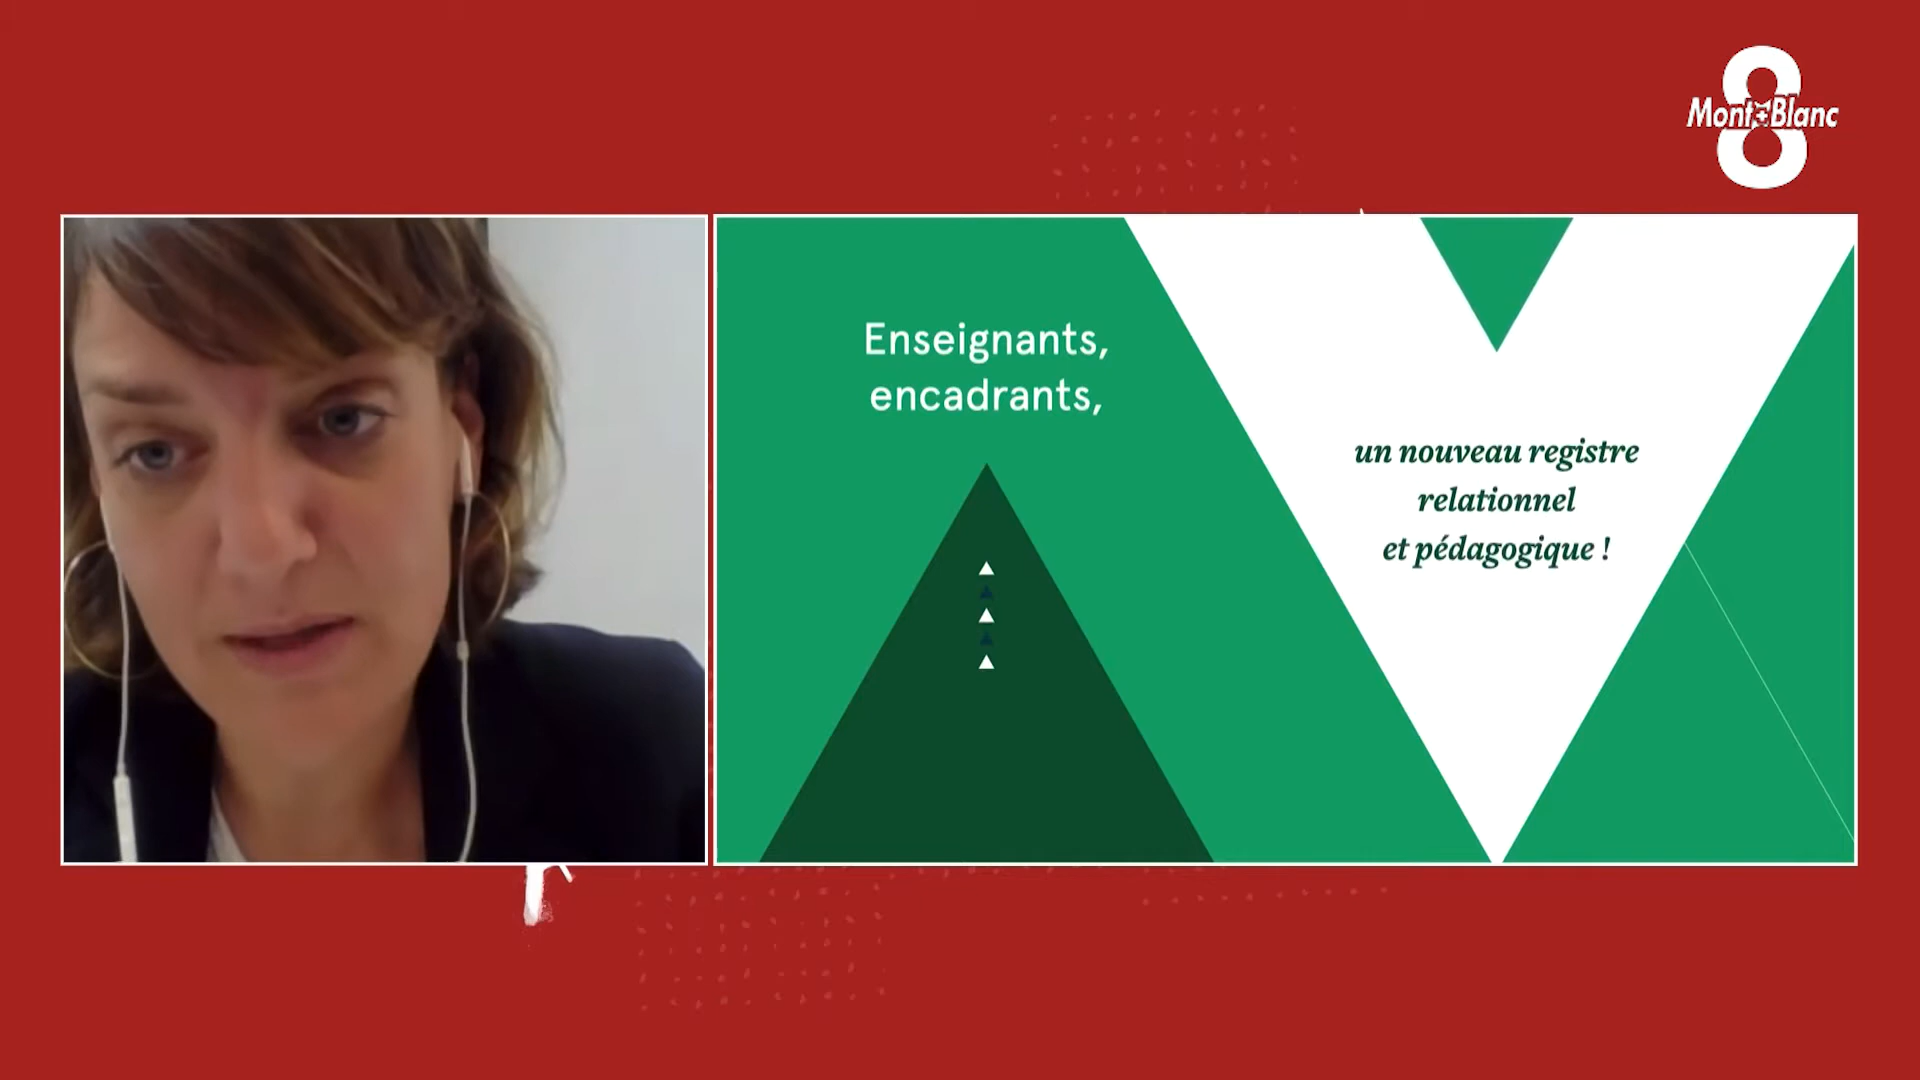 8
Mont Blanc
Enseignants,
encadrants,
un nouveau registre
relationnel
et pédagogique !